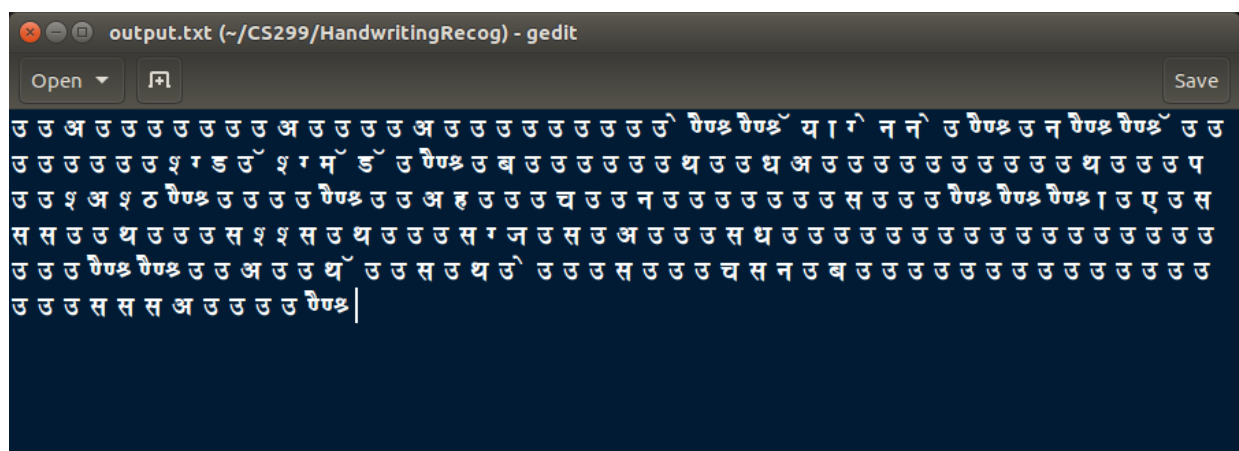 output.txt (~/CS299/HandwritingRecog) - gedit
Open Save
उ उ अ उ उ उ उ उ उ उ अ उ उ उ उ अ उ उ उ उ उ उ उ उ उ े ॅ य ा ग् े न न े उ उ न ॅ उ उ
उ उ उ उ उ उ श् ग् ड उ ॅ श् ग् म ॅ ड ॅ उ उ ब उ उ उ उ उ उ थ उ उ ध अ उ उ उ उ उ उ उ उ उ उ थ उ उ उ प
उ उ श् अ श् ठ उ उ उ उ उ उ अ ह उ उ उ च उ उ न उ उ उ उ उ उ उ स उ उ उ ा उ ए उ स
स स उ उ थ उ उ उ स श् श् स उ थ उ उ उ स ग् ज उ स उ अ उ उ उ स ध उ उ उ उ उ उ उ उ उ उ उ उ उ उ उ उ उ
उ उ उ उ उ अ उ उ थ ॅ उ उ स उ थ उ े उ उ उ स उ उ उ च स न उ ब उ उ उ उ उ उ उ उ उ उ उ उ उ उ
उ उ उ स स स अ उ उ उ उ